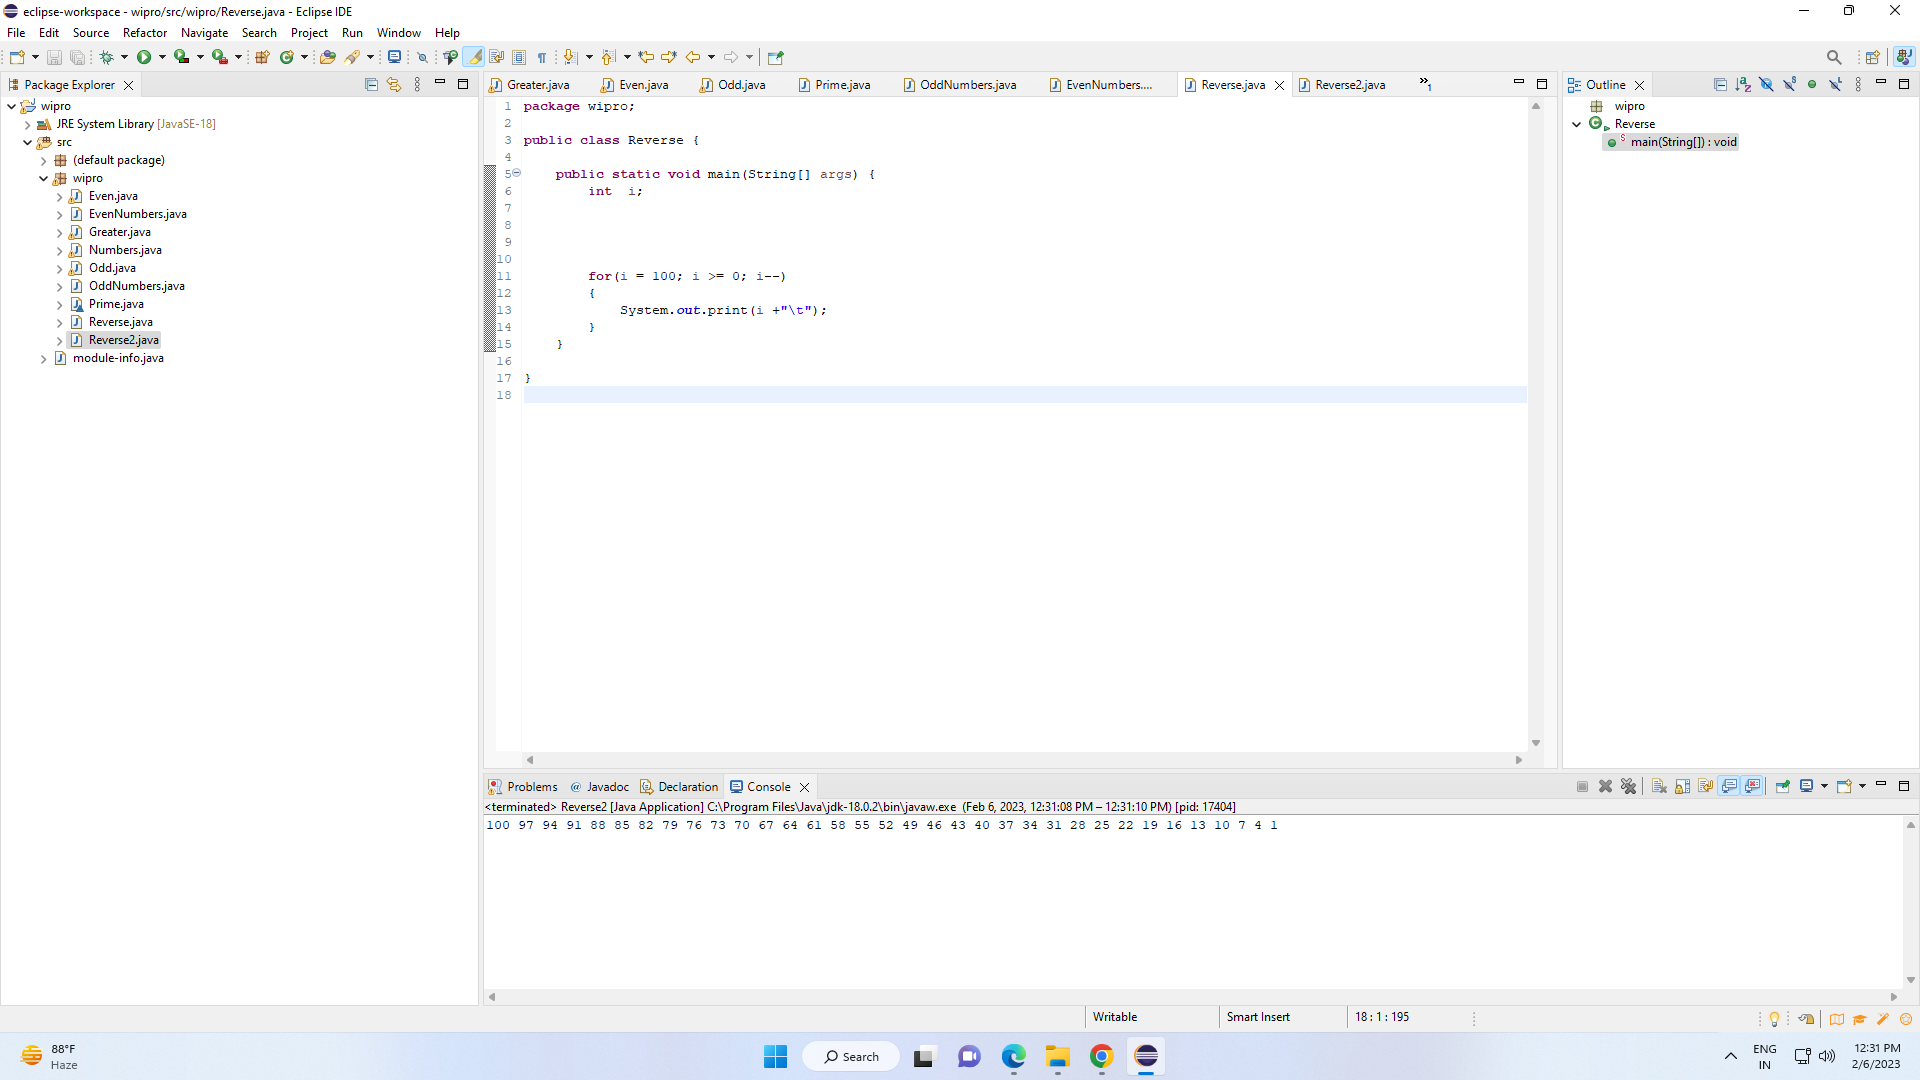 eclipse-workspace - wipro/src/wipro/Reverse.java - Eclipse IDE
File Edit Source Refactor Navigate Search Project Run Window Help
Package Explorer
wipro
JRE System Library [JavaSE-18]
src
(default package)
wipro
Even.java
EvenNumbers.java
Greater.java
Numbers.java
Odd.java
OddNumbers.java
Prime.java
Reverse.java
Reverse2.java
module-info.java
Greater.java Even.java Odd.java Prime.java OddNumbers.java EvenNumbers.... Reverse.java Reverse2.java »1
1 package wipro;
2
3 public class Reverse {
4
5 public static void main(String[] args) {
6 int i;
7
8
9
10
11 for(i = 100; i >= 0; i--)
12 {
13 System.out.print(i +"\t");
14 }
15 }
16
17 }
18
Outline
wipro
Reverse
main(String[]) : void
Problems @ Javadoc Declaration Console
<terminated> Reverse2 [Java Application] C:\Program Files\Java\jdk-18.0.2\bin\javaw.exe (Feb 6, 2023, 12:31:08 PM – 12:31:10 PM) [pid: 17404]
100 97 94 91 88 85 82 79 76 73 70 67 64 61 58 55 52 49 46 43 40 37 34 31 28 25 22 19 16 13 10 7 4 1
Writable Smart Insert 18 : 1 : 195
88°F
Haze
Search
ENG
IN
12:31 PM
2/6/2023